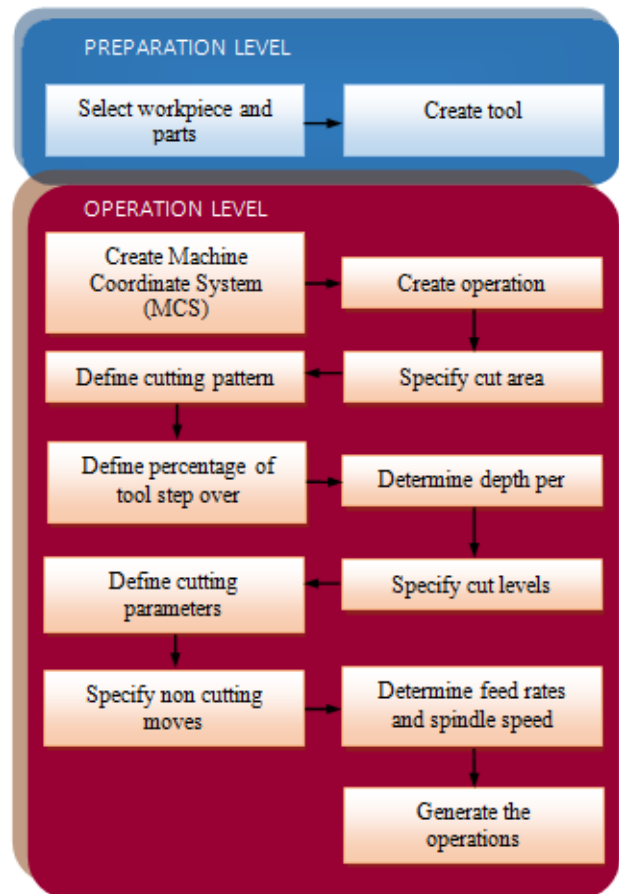 PREPARATION LEVEL
Select workpiece and
parts
Create tool
OPERATION LEVEL
Create Machine
Coordinate System
(MCS)
Create operation
Define cutting pattern
Specify cut area
Define percentage of
tool step over
Determine depth per
Define cutting
parameters
Specify cut levels
Specify non cutting
moves
Determine feed rates
and spindle speed
Generate the
operations